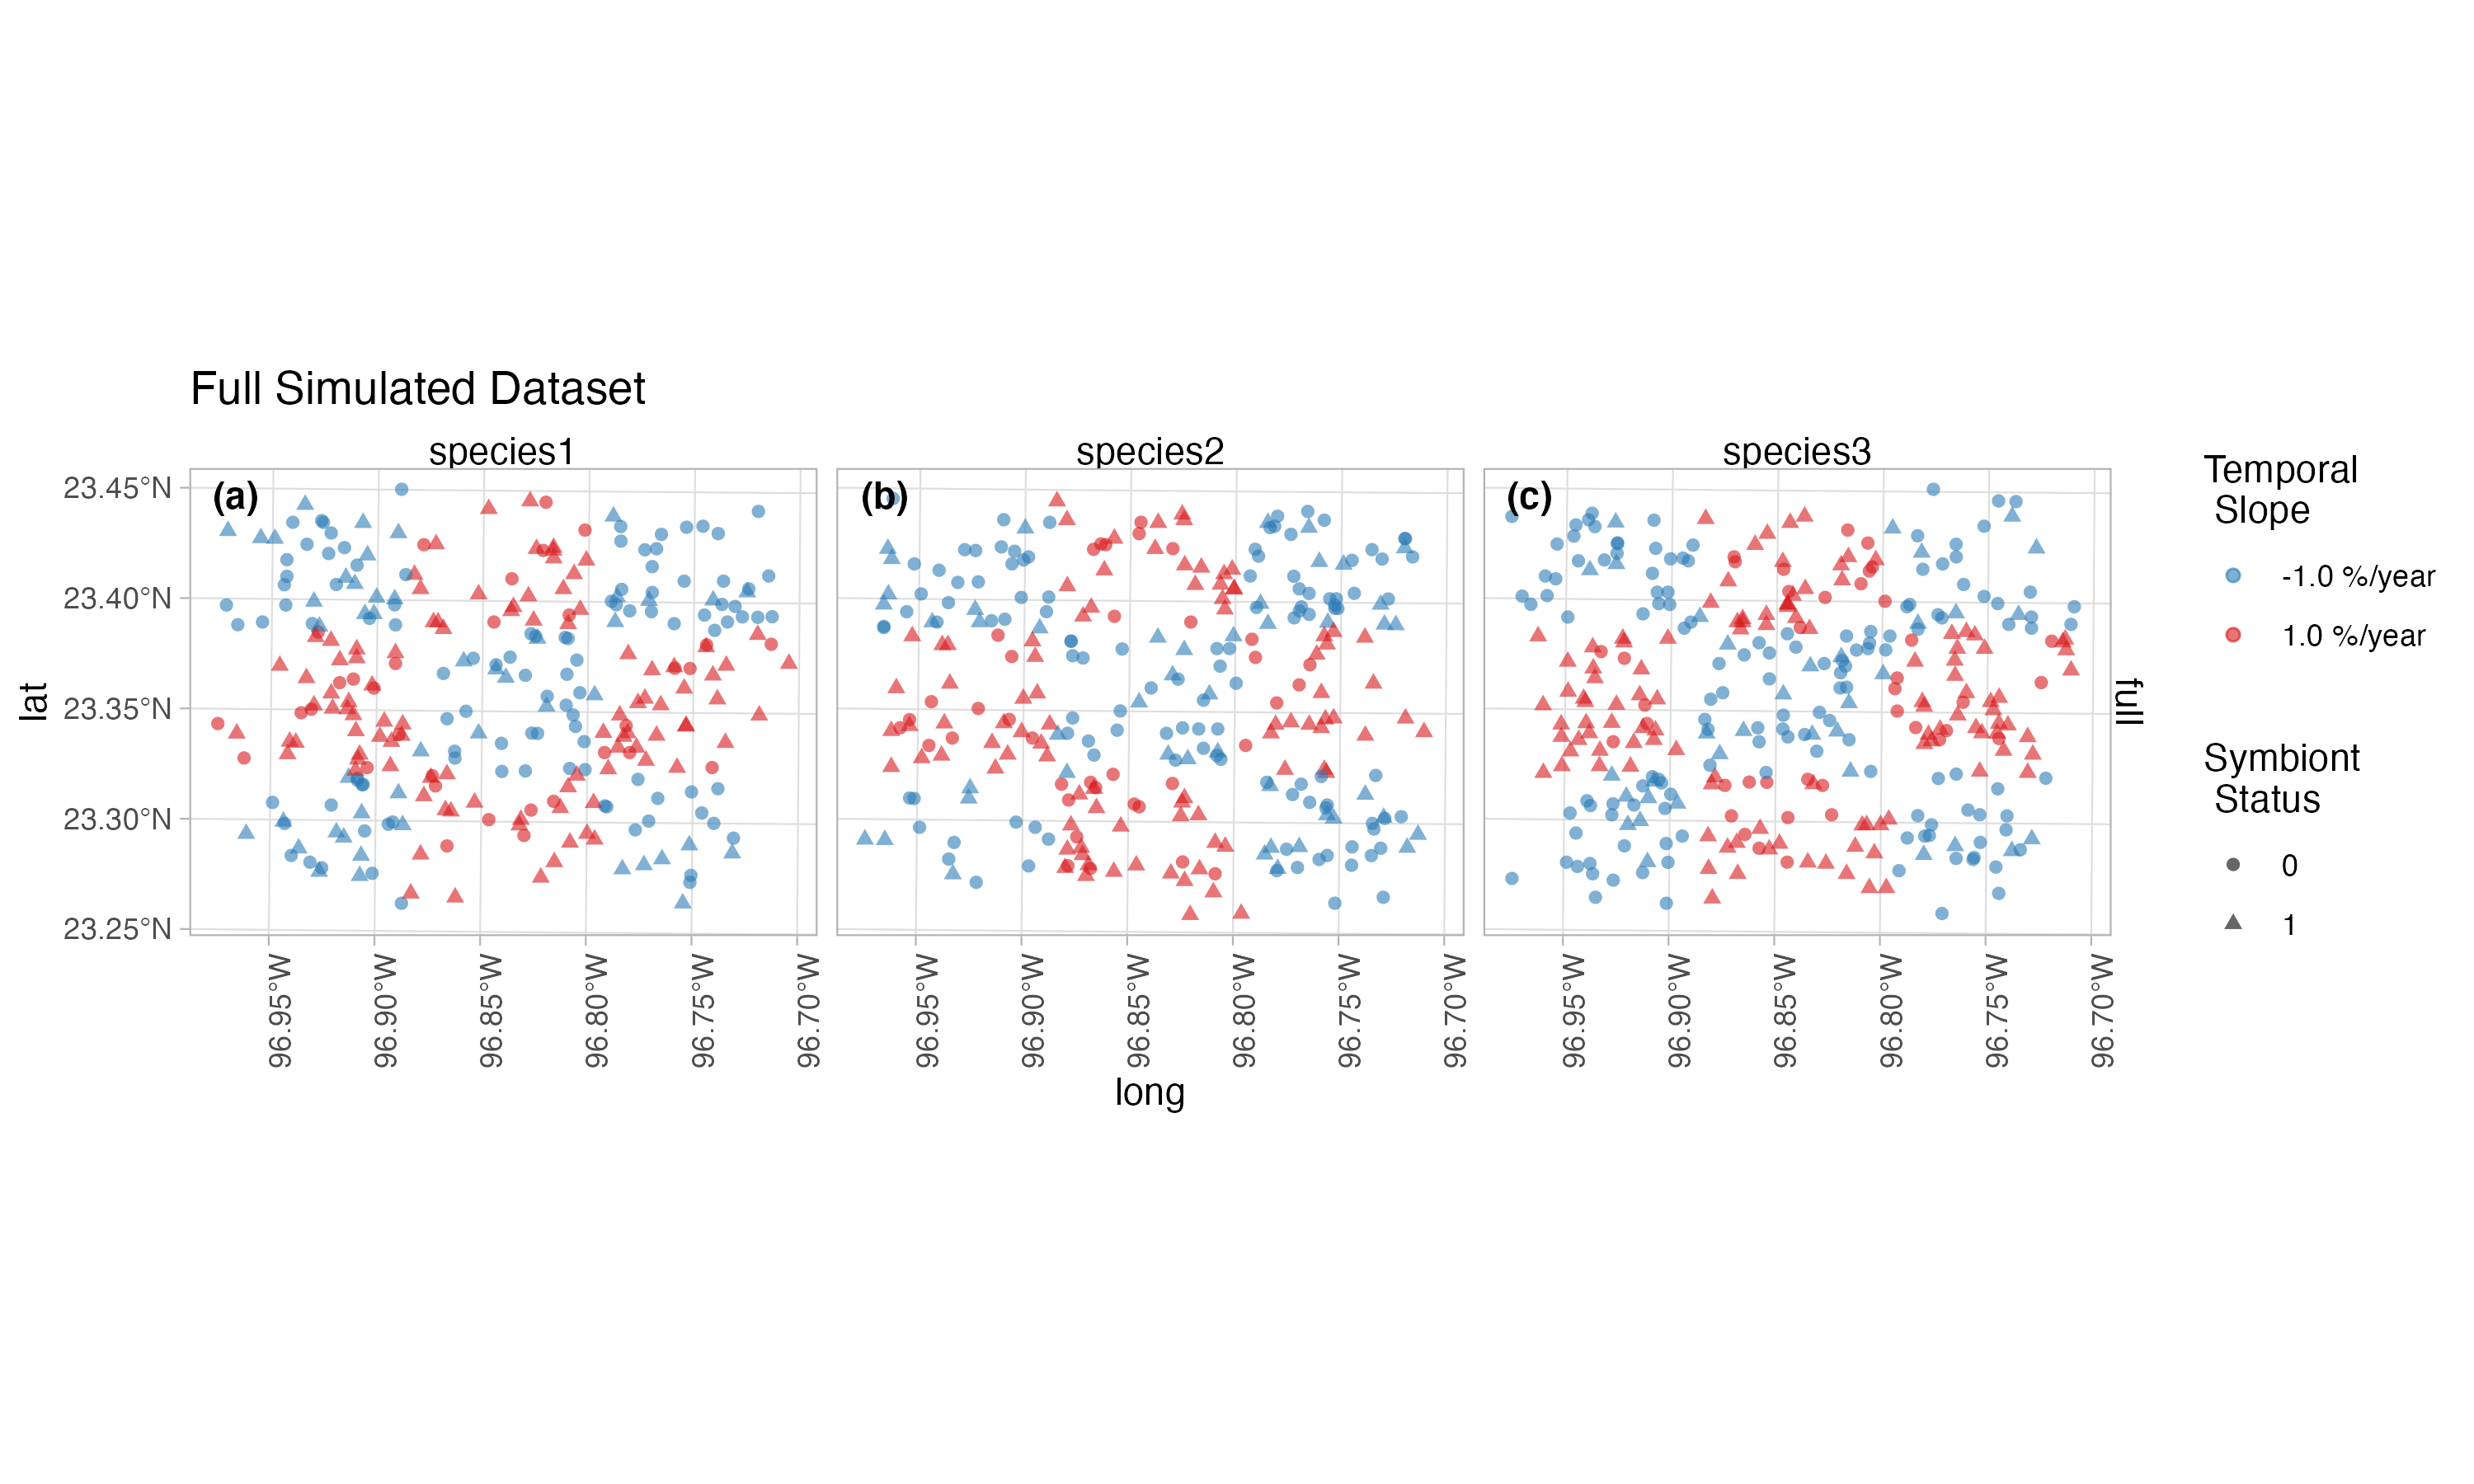 Full Simulated Dataset
species1 species2 species3
(a) (b) (c)
23.45°N
23.40°N
23.35°N
23.30°N
23.25°N
lat
full
96.95°W 96.90°W 96.85°W 96.80°W 96.75°W 96.70°W 96.95°W 96.90°W 96.85°W 96.80°W 96.75°W 96.70°W 96.95°W 96.90°W 96.85°W 96.80°W 96.75°W 96.70°W
long
Temporal
Slope
-1.0 %/year
1.0 %/year
Symbiont
Status
0
1